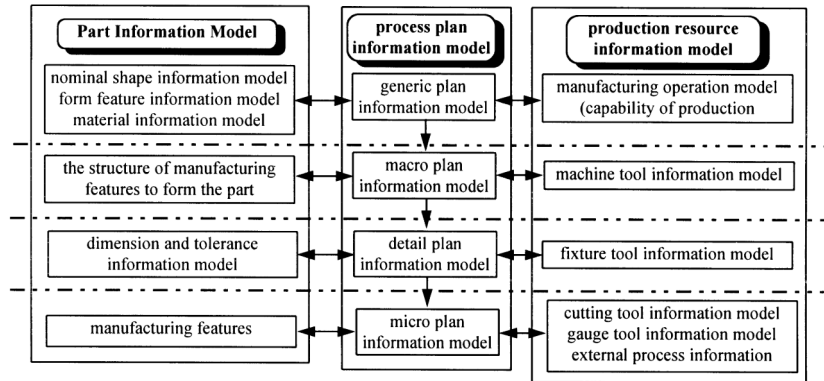 Part Information Model
process plan
information model
production resource
information model
nominal shape information model
form feature information model
material information model
generic plan
information model
manufacturing operation model
(capability of production
the structure of manufacturing
features to form the part
macro plan
information model
machine tool information model
dimension and tolerance
information model
detail plan
information model
fixture tool information model
manufacturing features
micro plan
information model
cutting tool information model
gauge tool information model
external process information